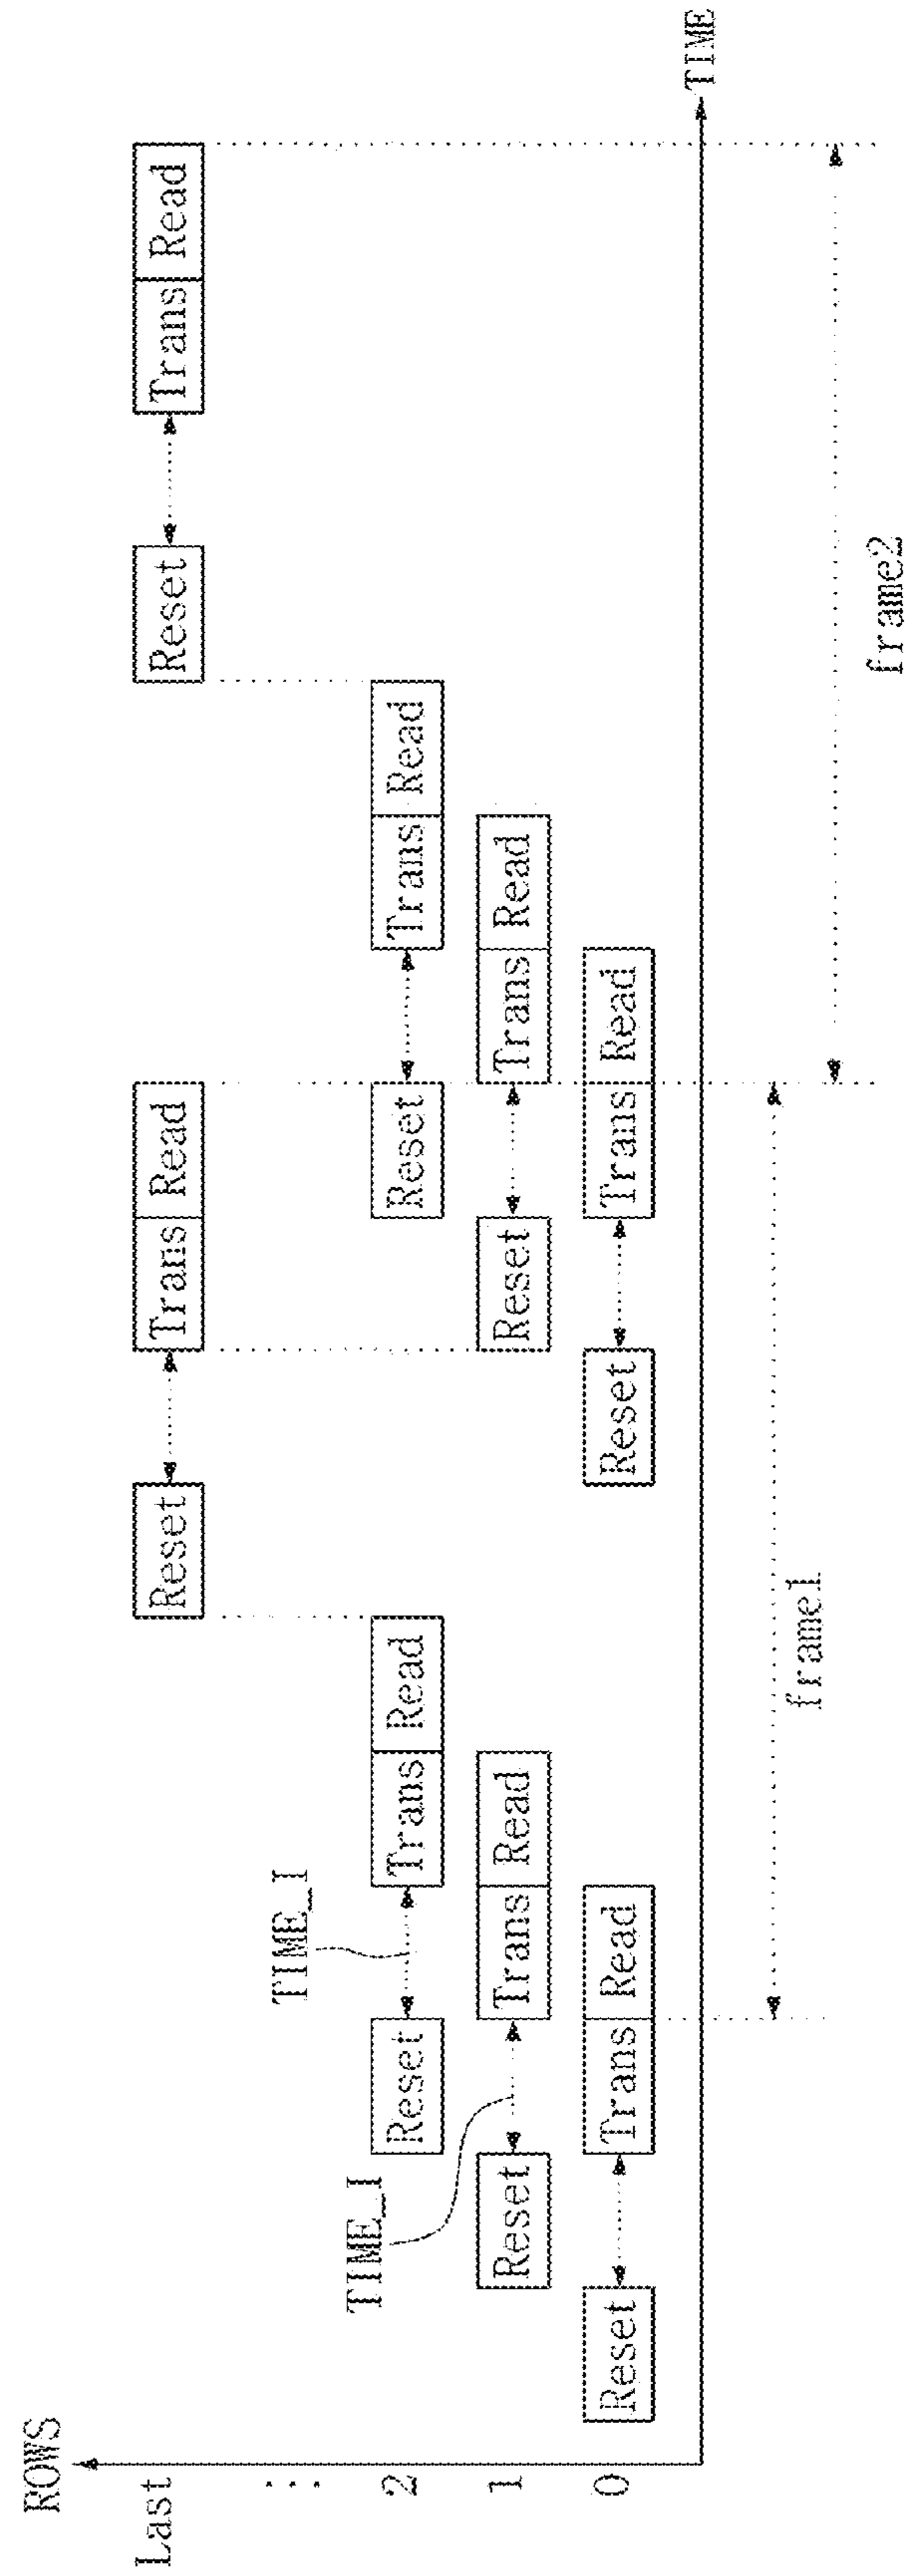 ROWS
Last Reset Trans Read Reset Trans Read
... TIME_I
TIME_I
2 Reset Trans Read Reset Trans Read
1 Reset Trans Read Reset Trans Read
0 Reset Trans Read Reset Trans Read
TIME
frame1
frame2